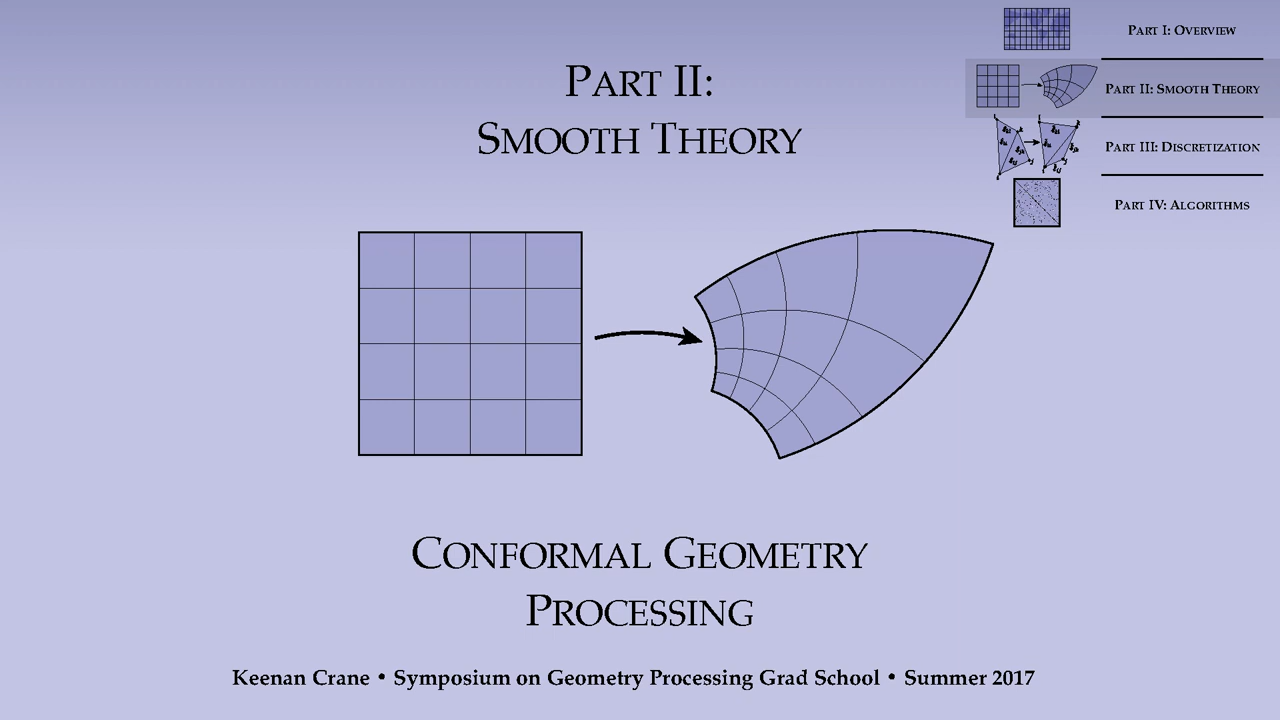 PART II:
SMOOTH THEORY
CONFORMAL GEOMETRY
PROCESSING
Keenan Crane • Symposium on Geometry Processing Grad School • Summer 2017
PART I: OVERVIEW
PART II: SMOOTH THEORY
PART III: DISCRETIZATION
PART IV: ALGORITHMS